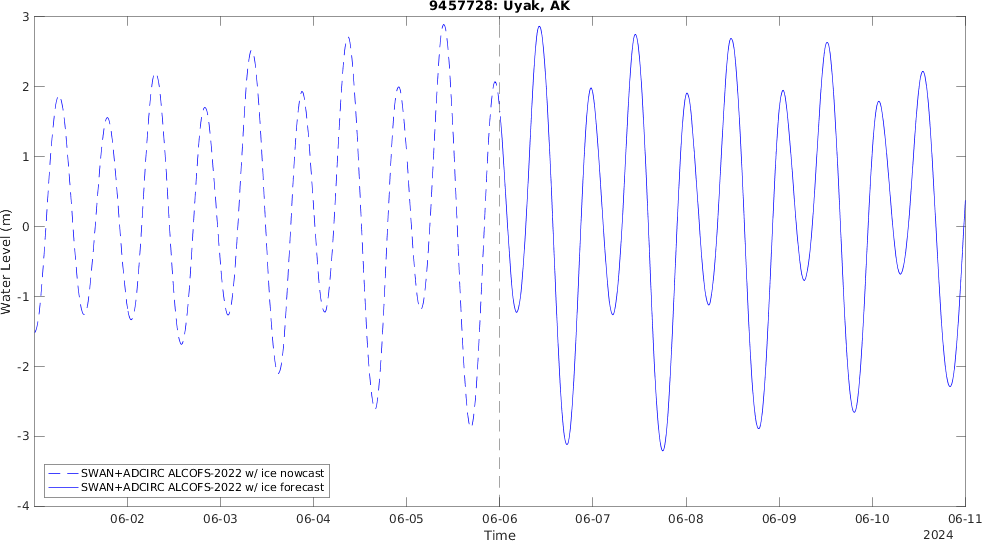 9457728: Uyak, AK
3
2
1
0
-1
-2
-3
-4
Water Level (m)
SWAN+ADCIRC ALCOFS-2022 w/ ice nowcast
SWAN+ADCIRC ALCOFS-2022 w/ ice forecast
06-02 06-03 06-04 06-05 06-06 06-07 06-08 06-09 06-10 06-11
Time
2024